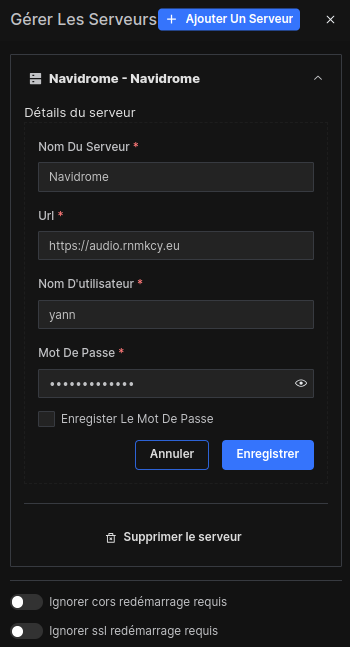 Gérer Les Serveurs
+ Ajouter Un Serveur
Navidrome - Navidrome
Détails du serveur
Nom Du Serveur *
Navidrome
Url *
https://audio.rnmkcy.eu
Nom D'utilisateur *
yann
Mot De Passe *
•••••••••••••
Enregister Le Mot De Passe
Annuler
Enregistrer
Supprimer le serveur
Ignorer cors redémarrage requis
Ignorer ssl redémarrage requis